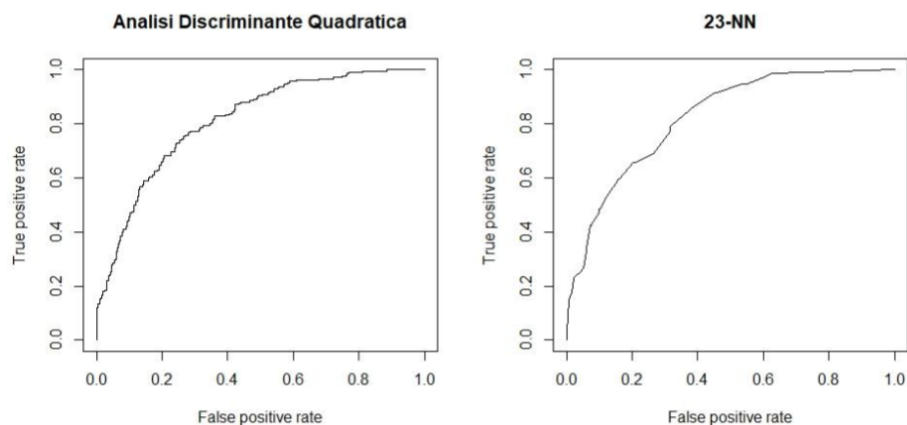 Analisi Discriminante Quadratica
True positive rate
1.0
0.8
0.6
0.4
0.2
0.0
0.0 0.2 0.4 0.6 0.8 1.0
False positive rate
23-NN
True positive rate
1.0
0.8
0.6
0.4
0.2
0.0
0.0 0.2 0.4 0.6 0.8 1.0
False positive rate